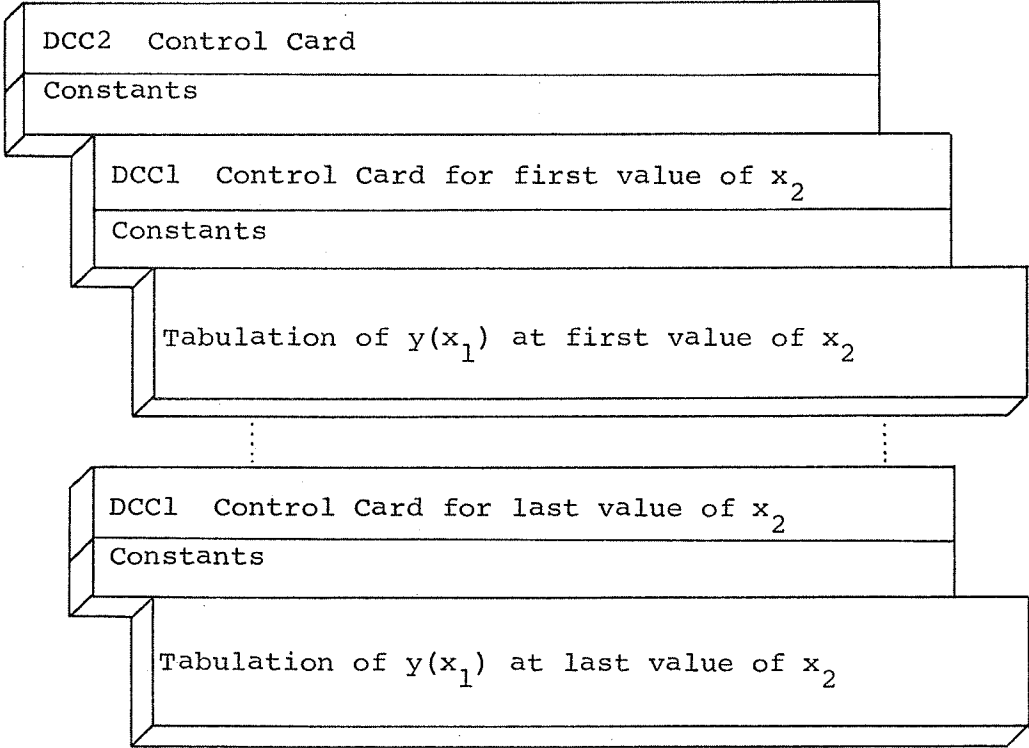 DCC2 Control Card
Constants
DCC1 Control Card for first value of x₂
Constants
Tabulation of y(x₁) at first value of x₂
DCC1 Control Card for last value of x₂
Constants
Tabulation of y(x₁) at last value of x₂